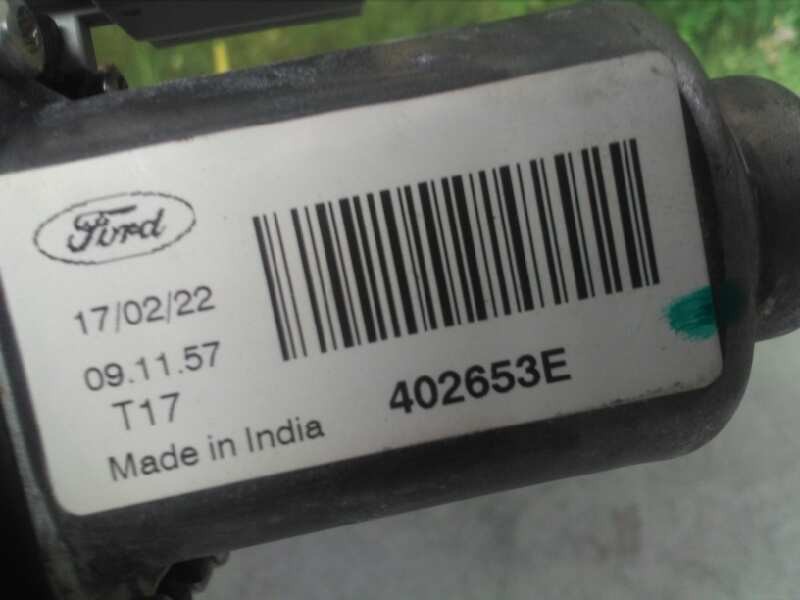 Ford
17/02/22
09.11.57
T17
Made in India
402653E